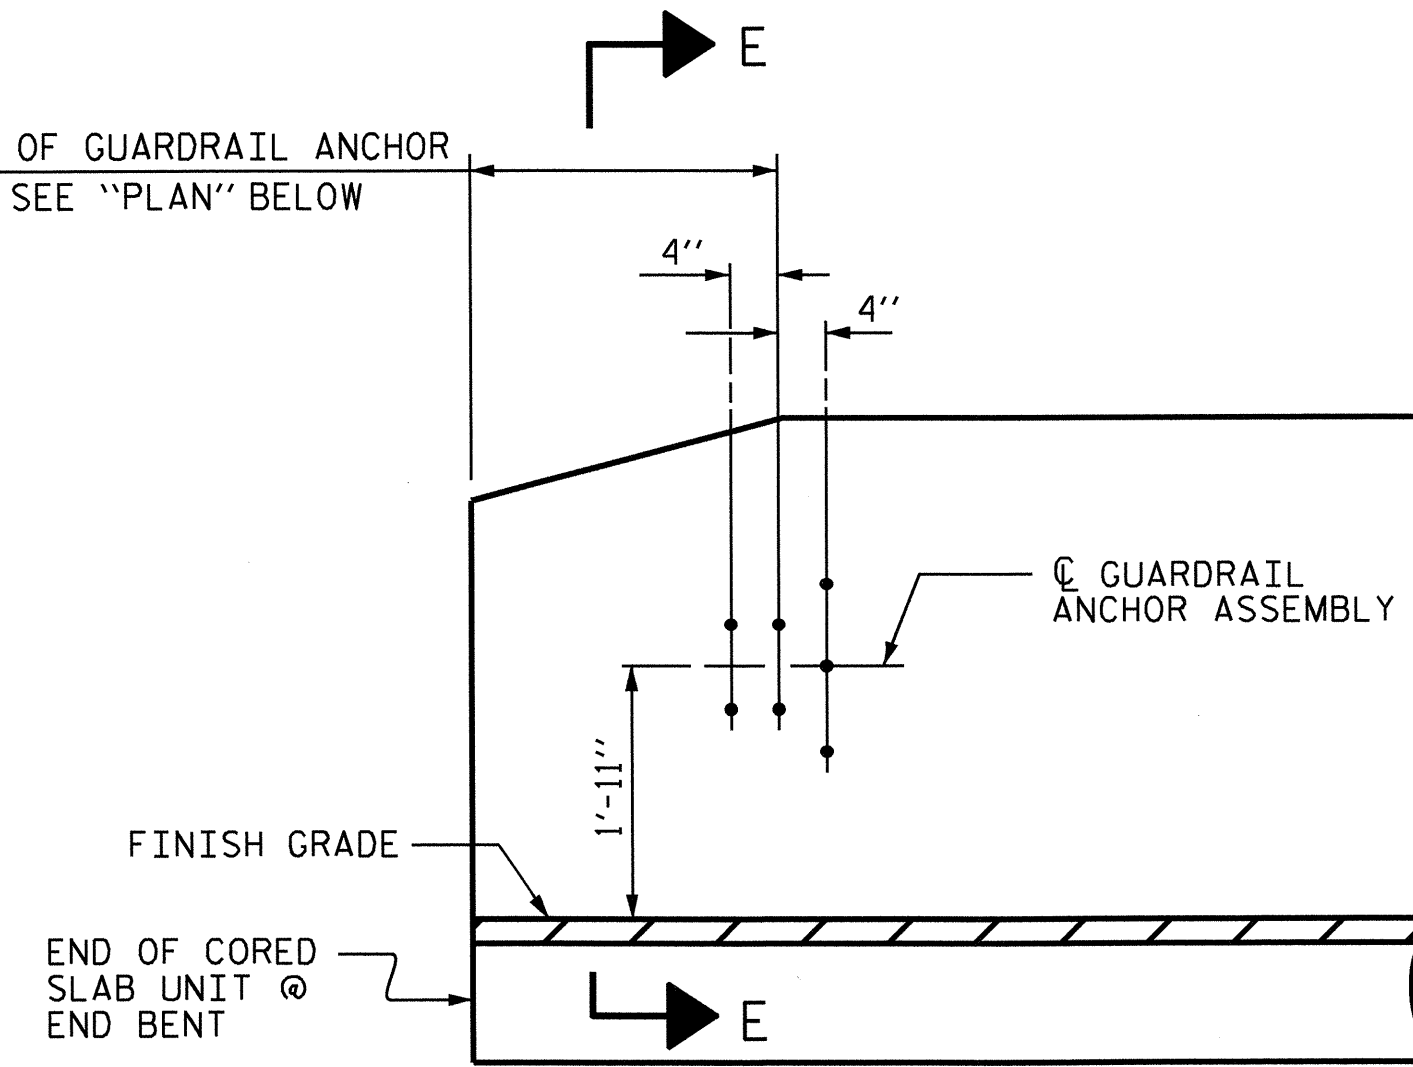 E
OF GUARDRAIL ANCHOR
SEE "PLAN" BELOW
4"
4"
℄ GUARDRAIL
ANCHOR ASSEMBLY
1'-11"
FINISH GRADE
END OF CORED
SLAB UNIT @
END BENT
E